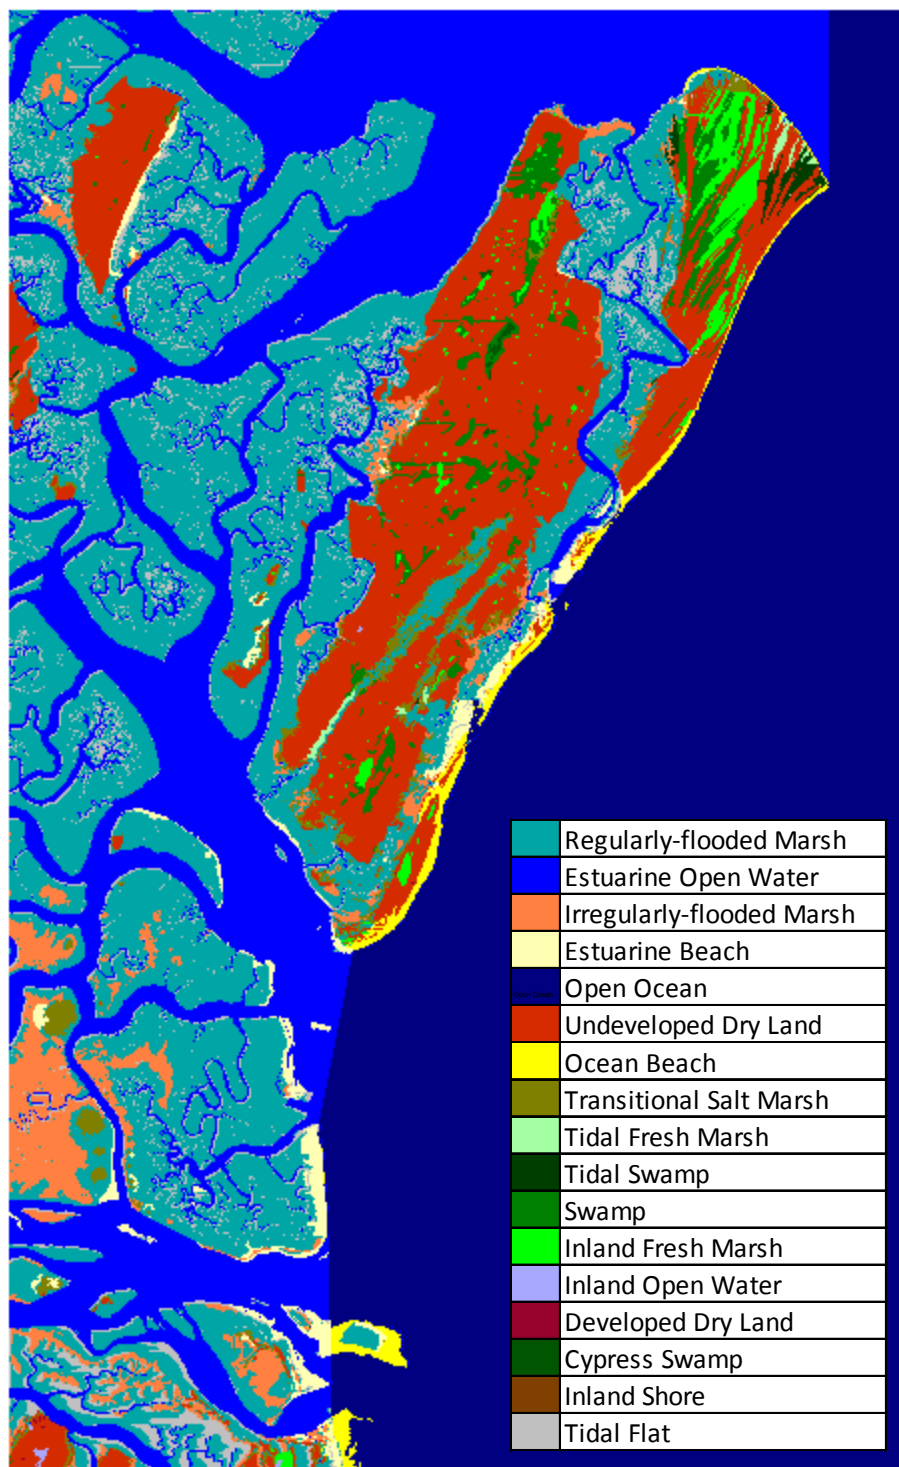 Regularly-flooded Marsh
Estuarine Open Water
Irregularly-flooded Marsh
Estuarine Beach
Open Ocean
Undeveloped Dry Land
Ocean Beach
Transitional Salt Marsh
Tidal Fresh Marsh
Tidal Swamp
Swamp
Inland Fresh Marsh
Inland Open Water
Developed Dry Land
Cypress Swamp
Inland Shore
Tidal Flat